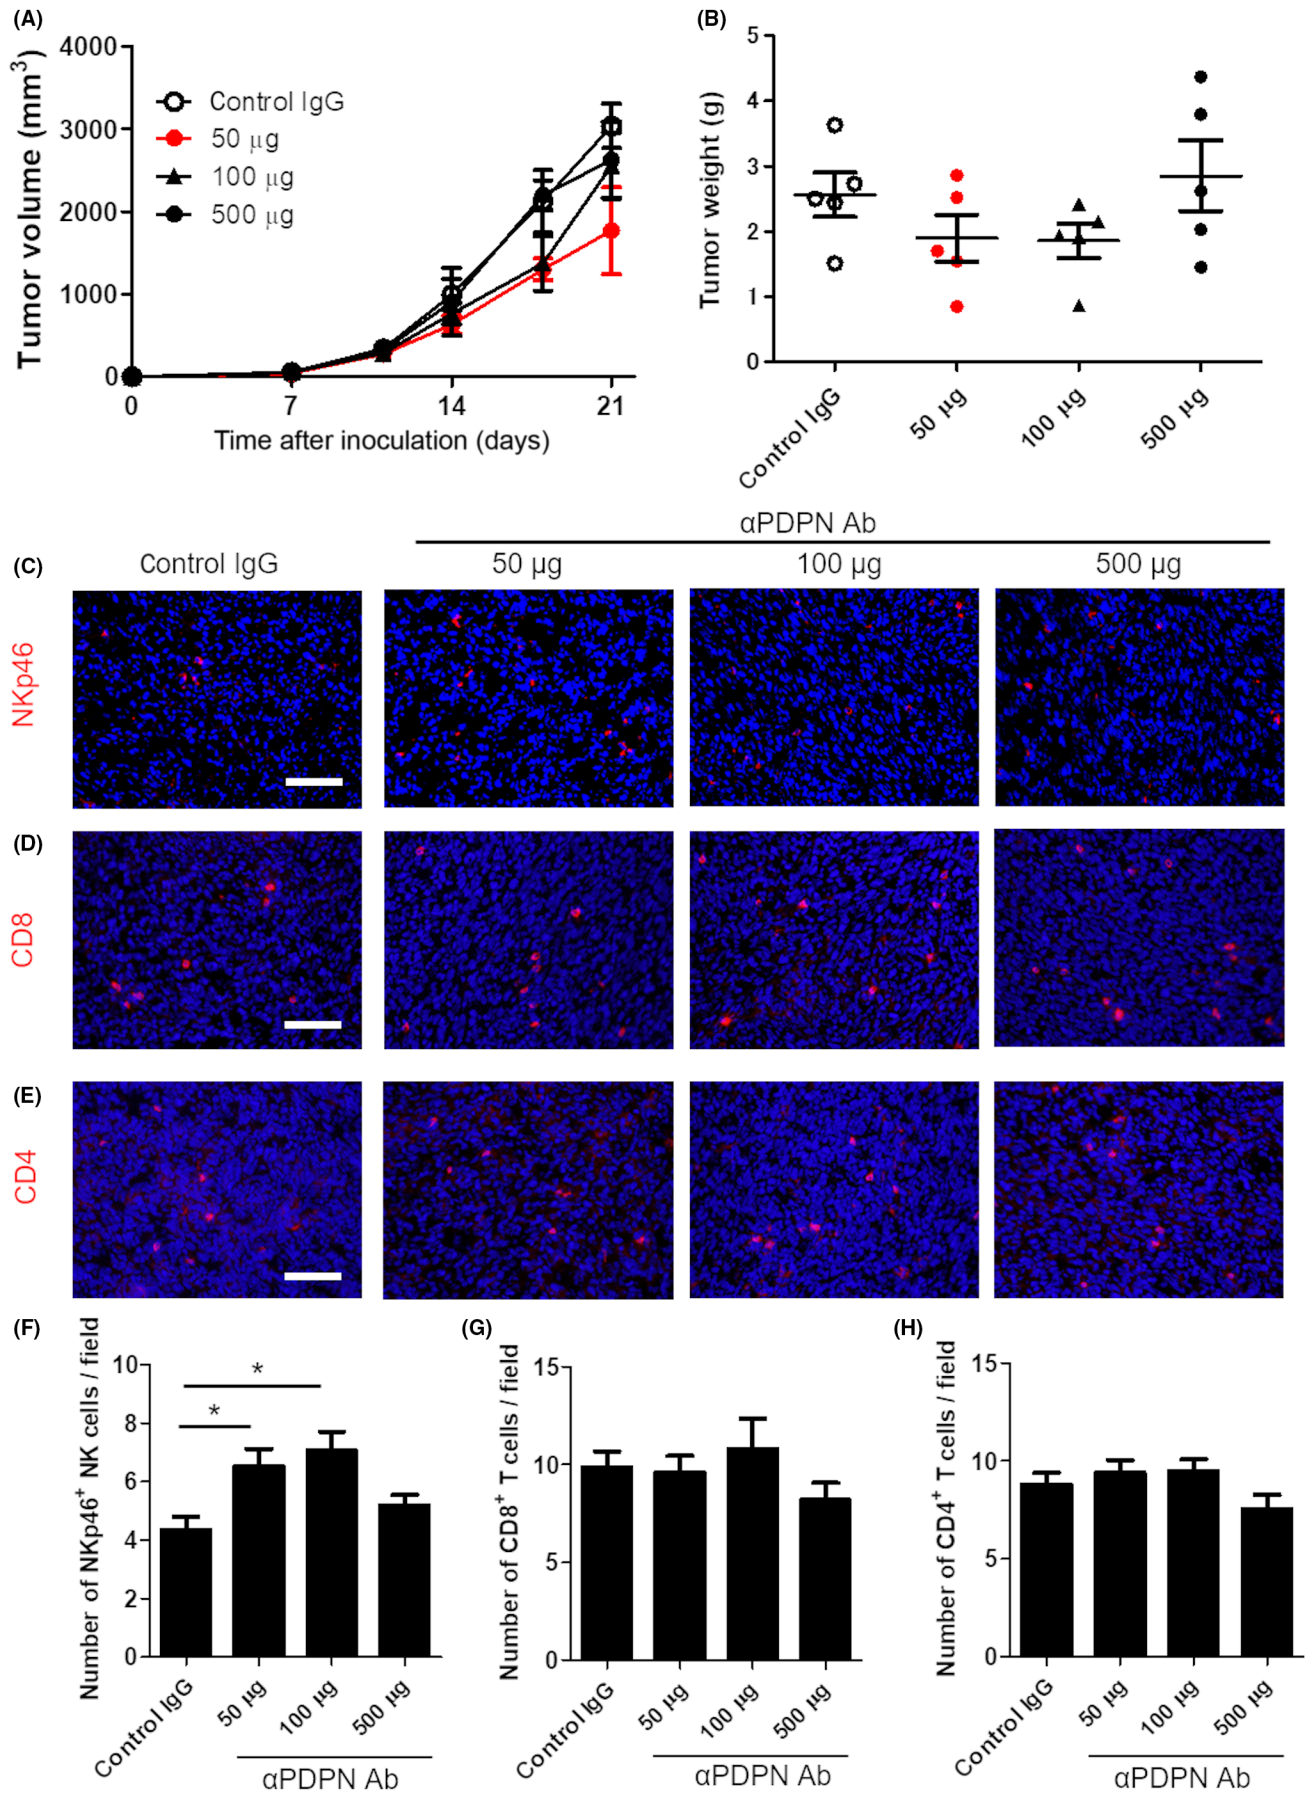 (A)
Tumor volume (mm³)
4000
3000
2000
1000
0
0 7 14 21
Time after inoculation (days)
Control IgG
50 μg
100 μg
500 μg
(B)
Tumor weight (g)
5
4
3
2
1
0
Control IgG
50 μg
100 μg
500 μg
αPDPN Ab
(C)
Control IgG 50 μg 100 μg 500 μg
NKp46
(D)
CD8
(E)
CD4
(F)
Number of NKp46⁺ NK cells / field
10
8
6
4
2
0
*
*
Control IgG
50 μg
100 μg
500 μg
αPDPN Ab
(G)
Number of CD8⁺ T cells / field
15
10
5
0
Control IgG
50 μg
100 μg
500 μg
αPDPN Ab
(H)
Number of CD4⁺ T cells / field
15
10
5
0
Control IgG
50 μg
100 μg
500 μg
αPDPN Ab